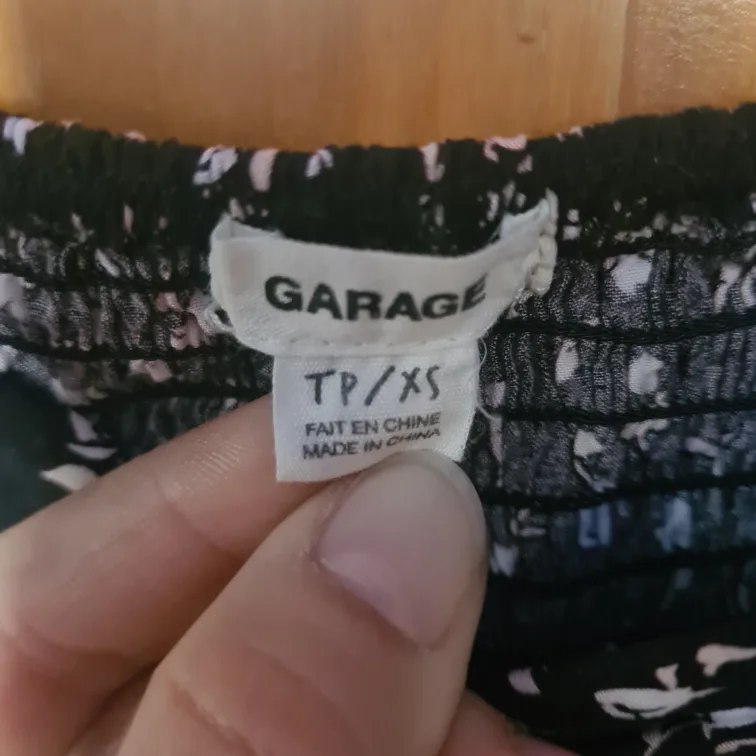 GARAGE
TP/XS
FAIT EN CHINE
MADE IN CHINA